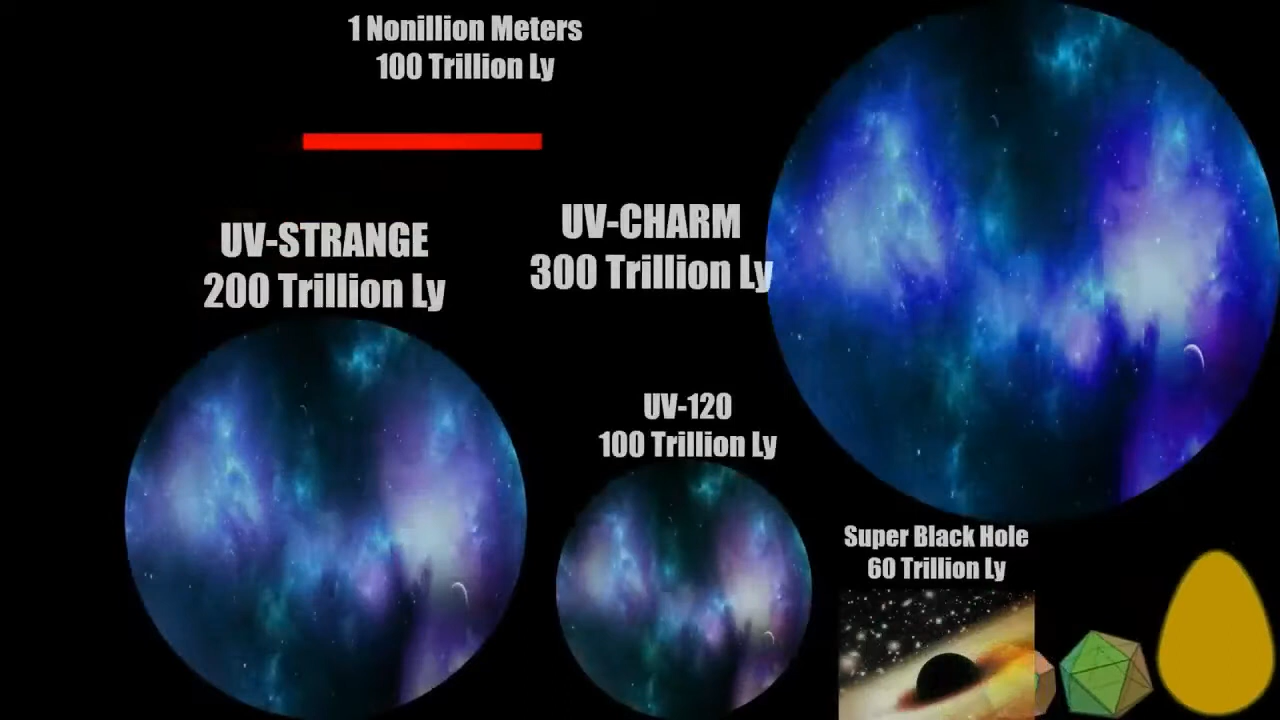 1 Nonillion Meters
100 Trillion Ly
UV-STRANGE
200 Trillion Ly
UV-CHARM
300 Trillion Ly
UV-120
100 Trillion Ly
Super Black Hole
60 Trillion Ly